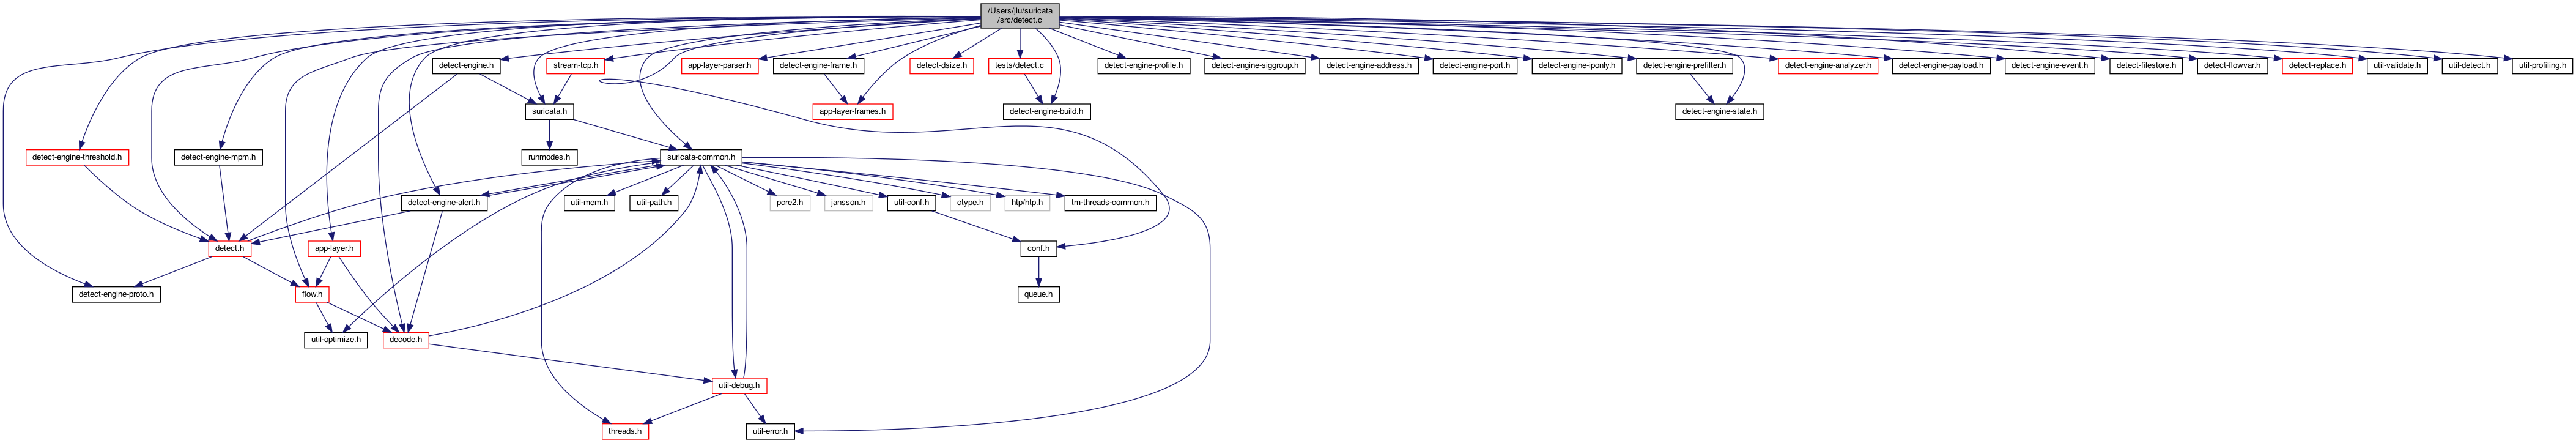 /Users/jlu/suricata
/src/detect.c
detect-engine.h
stream-tcp.h
app-layer-parser.h
detect-engine-frame.h
detect-dsize.h
tests/detect.c
detect-engine-profile.h
detect-engine-siggroup.h
detect-engine-address.h
detect-engine-port.h
detect-engine-iponly.h
detect-engine-prefilter.h
detect-engine-analyzer.h
detect-engine-payload.h
detect-engine-event.h
detect-filestore.h
detect-flowvar.h
detect-replace.h
util-validate.h
util-detect.h
util-profiling.h
suricata.h
app-layer-frames.h
detect-engine-build.h
detect-engine-state.h
detect-engine-threshold.h
detect-engine-mpm.h
runmodes.h
suricata-common.h
detect-engine-alert.h
util-mem.h
util-path.h
pcre2.h
jansson.h
util-conf.h
ctype.h
htp/htp.h
tm-threads-common.h
detect.h
app-layer.h
conf.h
detect-engine-proto.h
flow.h
queue.h
util-optimize.h
decode.h
util-debug.h
threads.h
util-error.h